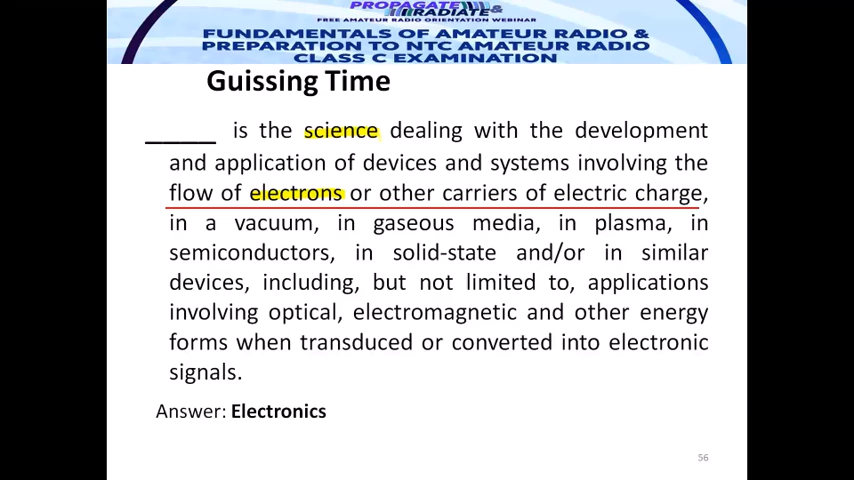 PROPAGATE &
RADIATE
FREE AMATEUR RADIO ORIENTATION WEBINAR
FUNDAMENTALS OF AMATEUR RADIO &
PREPARATION TO NTC AMATEUR RADIO
CLASS C EXAMINATION
Guissing Time
____ is the science dealing with the development
and application of devices and systems involving the
flow of electrons or other carriers of electric charge,
in a vacuum, in gaseous media, in plasma, in
semiconductors, in solid-state and/or in similar
devices, including, but not limited to, applications
involving optical, electromagnetic and other energy
forms when transduced or converted into electronic
signals.
Answer: Electronics
56